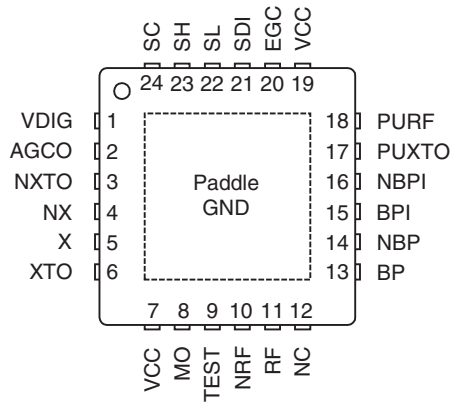 SC SH SL SDI EGC VCC
24 23 22 21 20 19
VDIG 1 18 PURF
AGCO 2 17 PUXTO
NXTO 3 16 NBPI
NX 4 15 BPI
X 5 14 NBP
XTO 6 13 BP
Paddle
GND
7 8 9 10 11 12
VCC MO TEST NRF RF NC